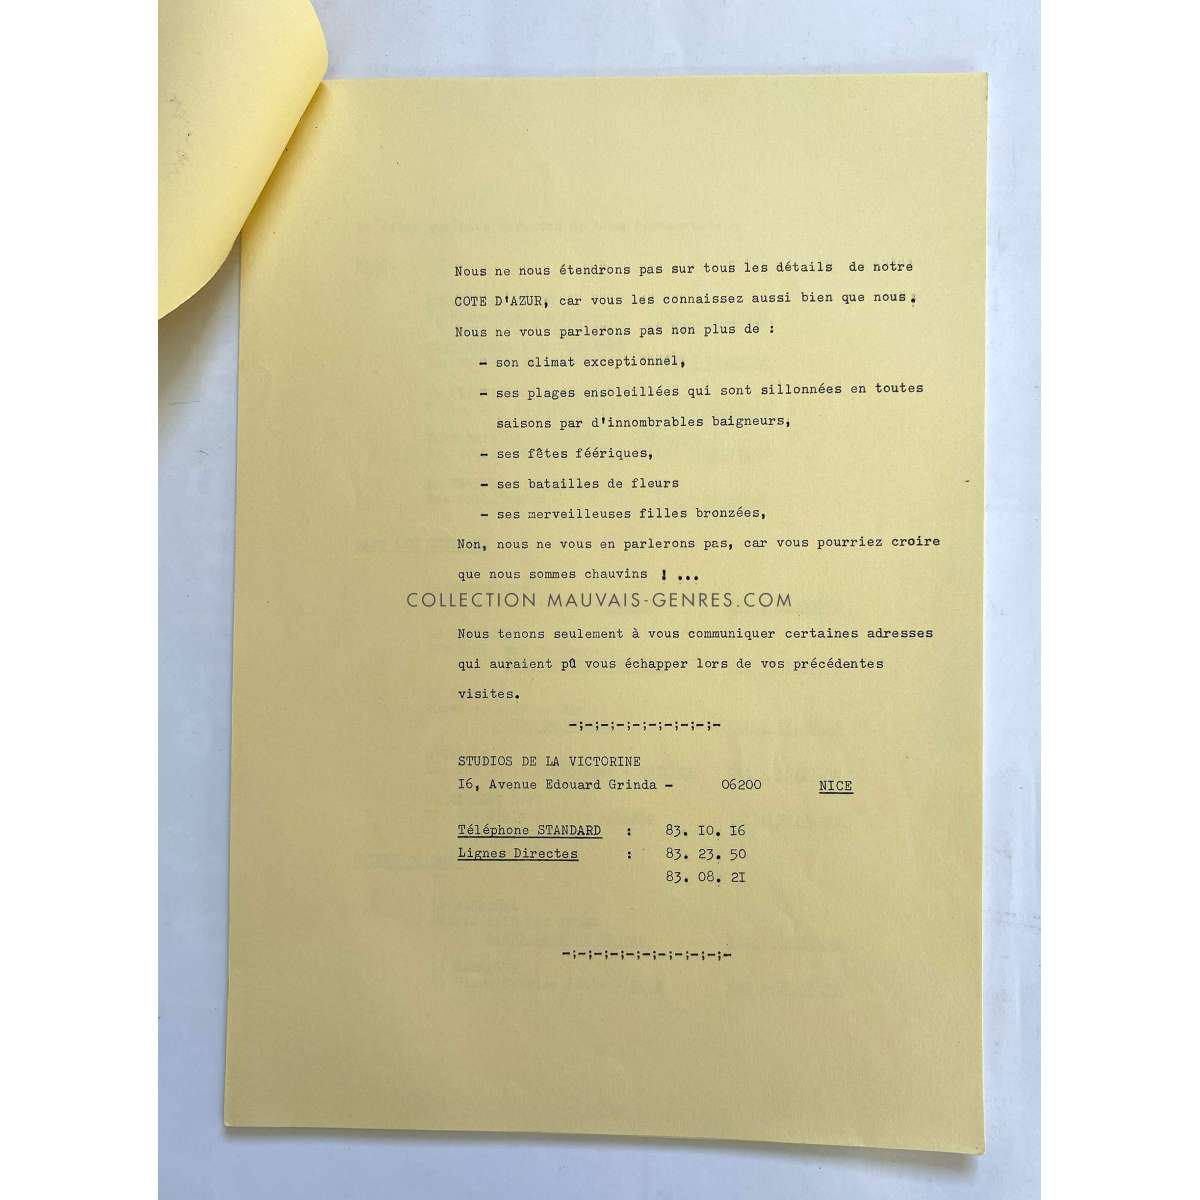 Nous ne nous étendrons pas sur tous les détails de notre
COTE D'AZUR, car vous les connaissez aussi bien que nous.
Nous ne vous parlerons pas non plus de :
- son climat exceptionnel,
- ses plages ensoleillées qui sont sillonnées en toutes
saisons par d'innombrables baigneurs,
- ses fêtes féériques,
- ses batailles de fleurs
- ses merveilleuses filles bronzées,
Non, nous ne vous en parlerons pas, car vous pourriez croire
que nous sommes chauvins ! ...
COLLECTION MAUVAIS-GENRES.COM
Nous tenons seulement à vous communiquer certaines adresses
qui auraient pû vous échapper lors de vos précédentes
visites.
-;-;-;-;-;-;-;-;-;-
STUDIOS DE LA VICTORINE
I6, Avenue Edouard Grinda - 06200 NICE
Téléphone STANDARD : 83. I0. I6
Lignes Directes : 83. 23. 50
83. 08. 2I
-;-;-;-;-;-;-;-;-;-;-